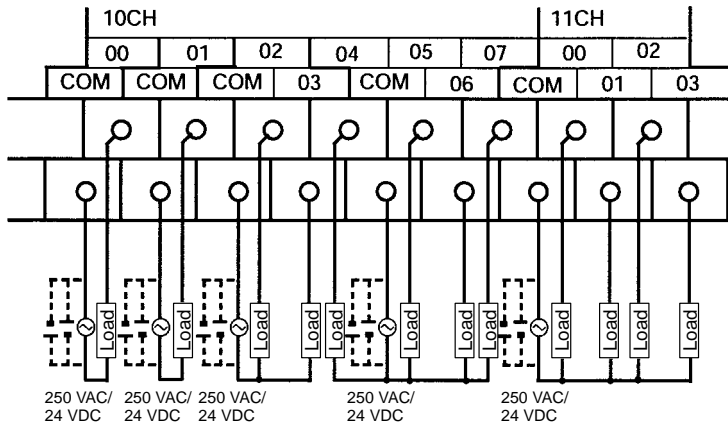 10CH 11CH
00 01 02 04 05 07 00 02
COM COM COM 03 COM 06 COM 01 03
Load Load Load Load Load Load Load Load Load Load Load Load
250 VAC/ 250 VAC/ 250 VAC/ 250 VAC/ 250 VAC/
24 VDC 24 VDC 24 VDC 24 VDC 24 VDC